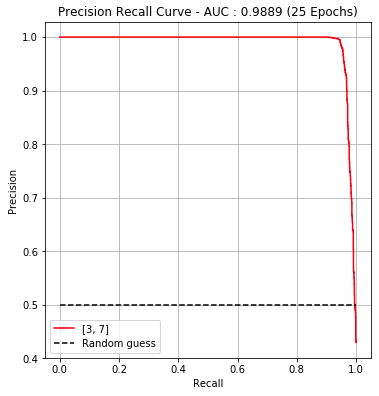 Precision Recall Curve - AUC : 0.9889 (25 Epochs)
1.0
0.9
0.8
0.7
0.6
0.5
0.4
Precision
[3, 7]
Random guess
0.0 0.2 0.4 0.6 0.8 1.0
Recall